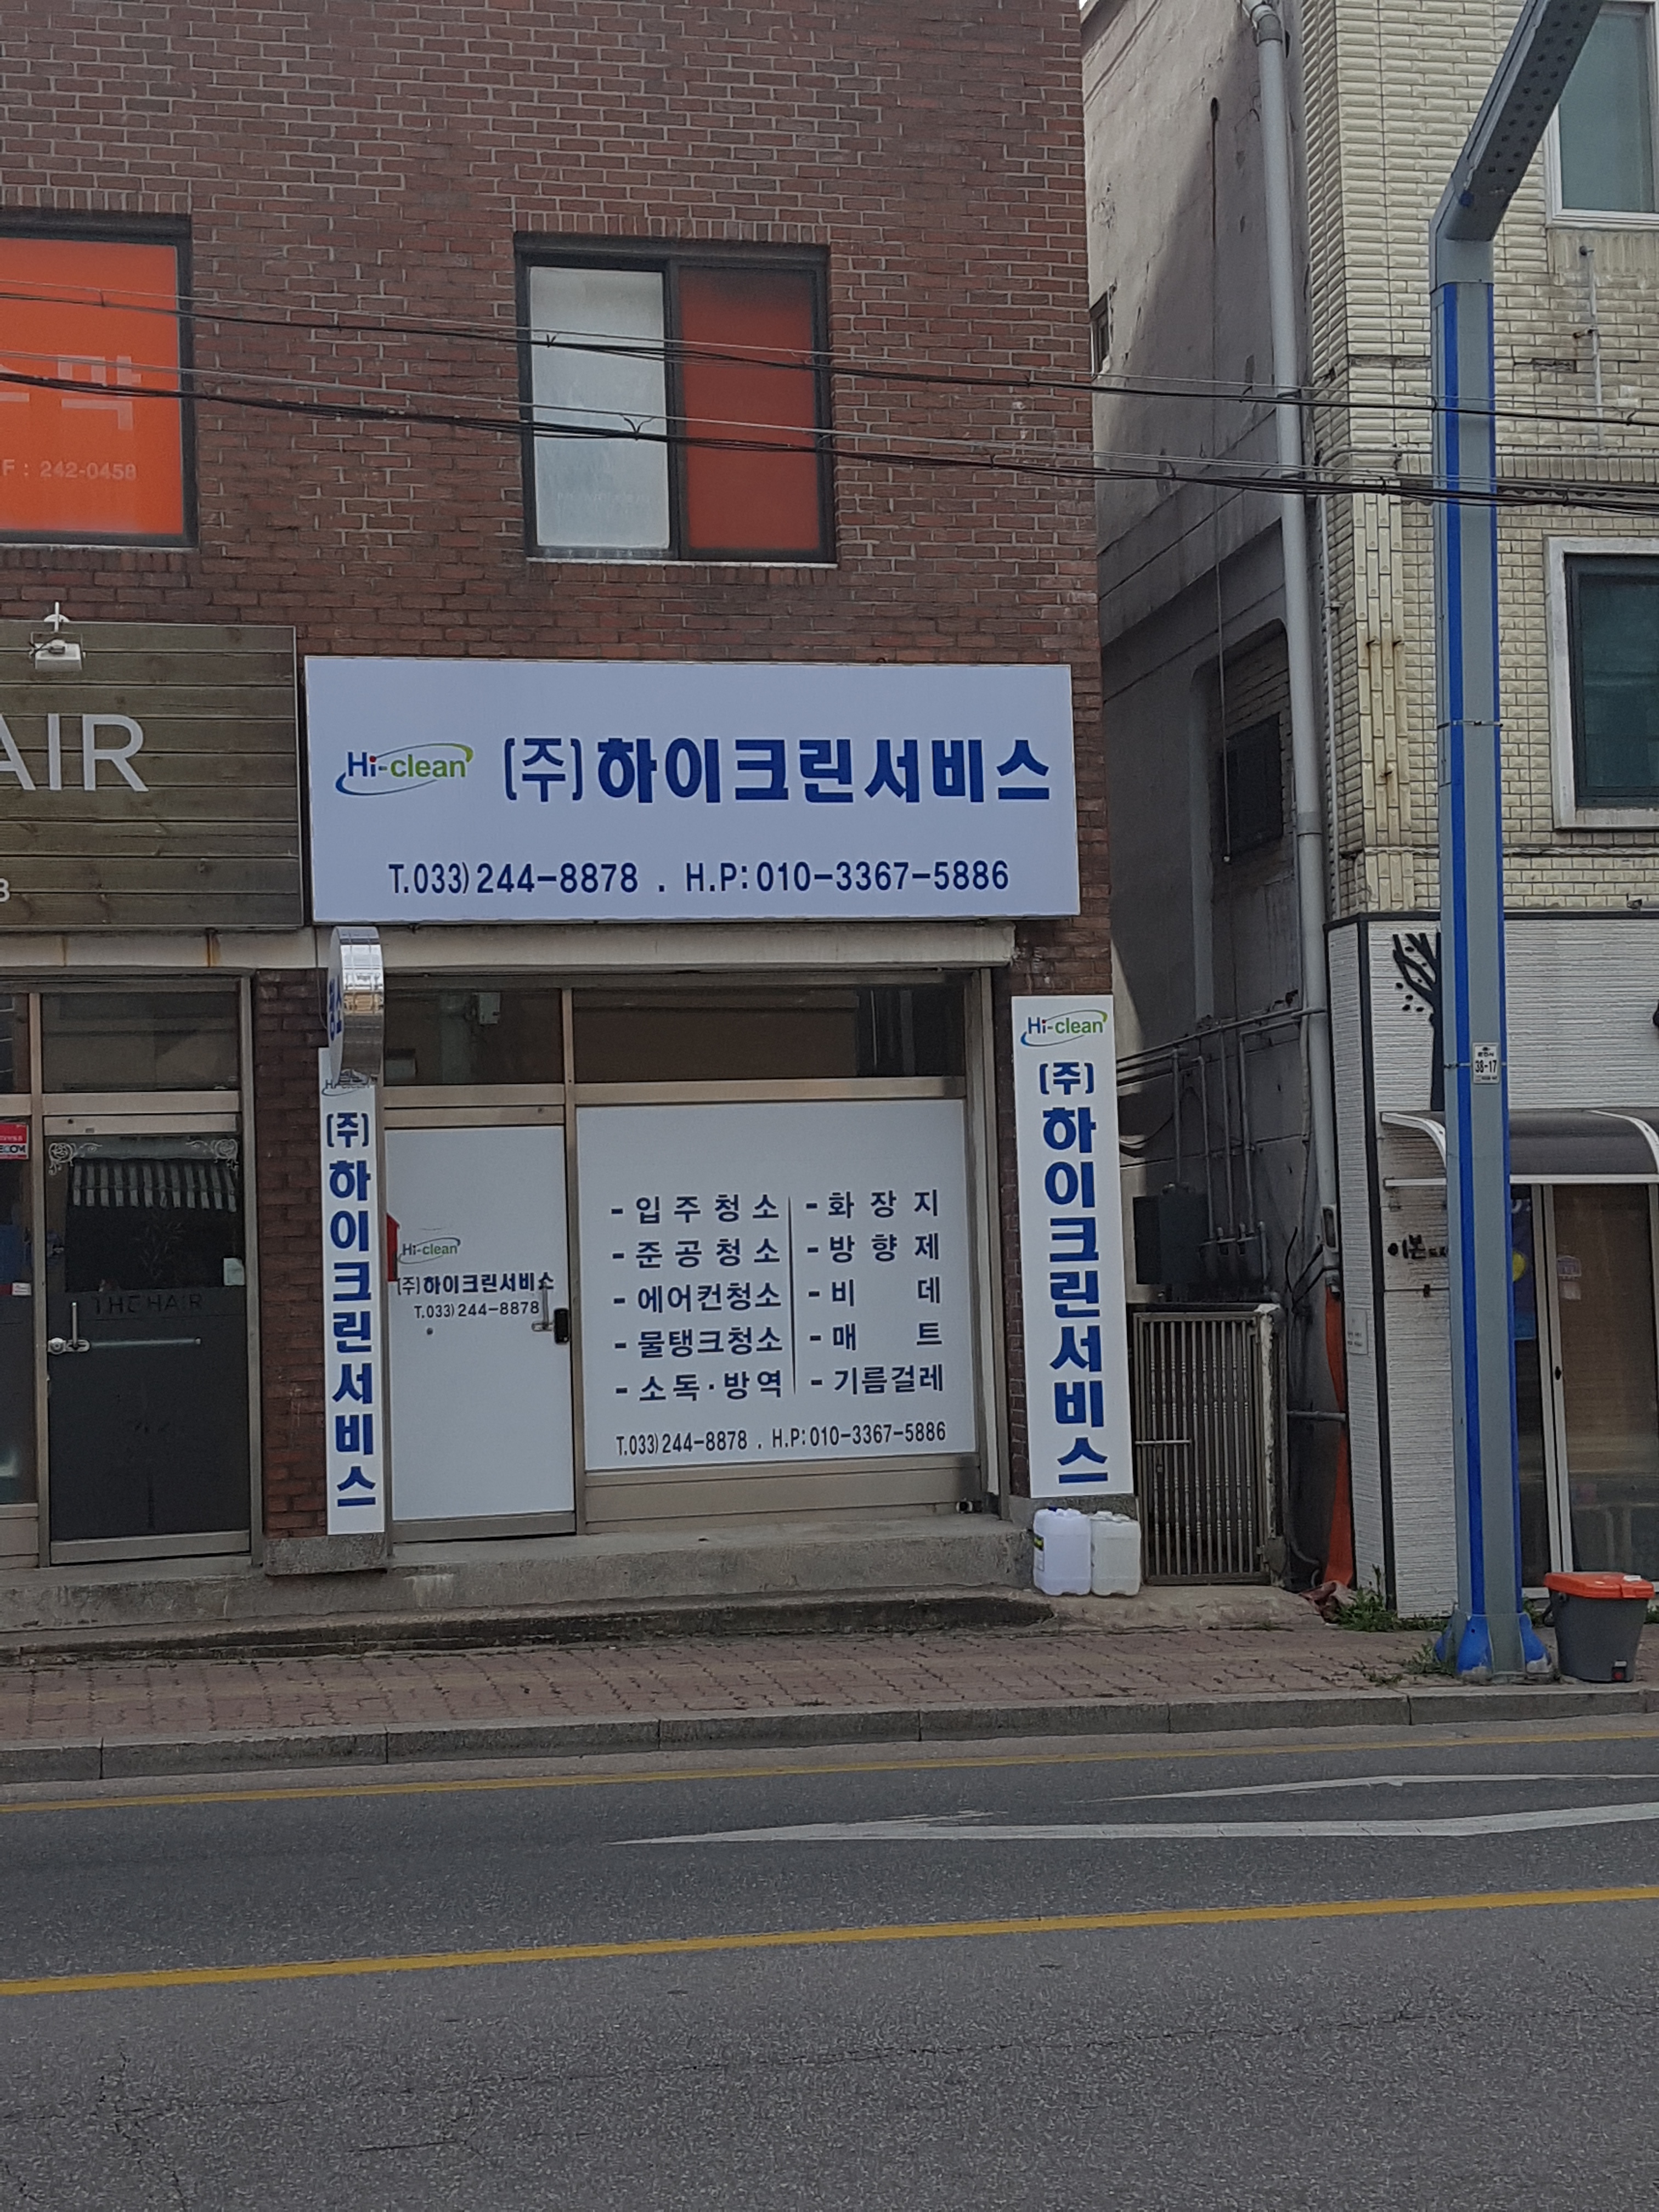 F : 242-0458
AIR
Hi-clean (주)하이크린서비스
T.033)244-8878 . H.P:010-3367-5886
Hi-clean
(주)하이크린서비스
(주)하이크린서비스
Hi-clean
(주)하이크린서비스
T.033)244-8878
- 입주청소
- 준공청소
- 에어컨청소
- 물탱크청소
- 소독·방역
- 화장지
- 방향제
- 비데
- 매트
- 기름걸레
T.033)244-8878 . H.P:010-3367-5886
THE HAIR
38-17
이본